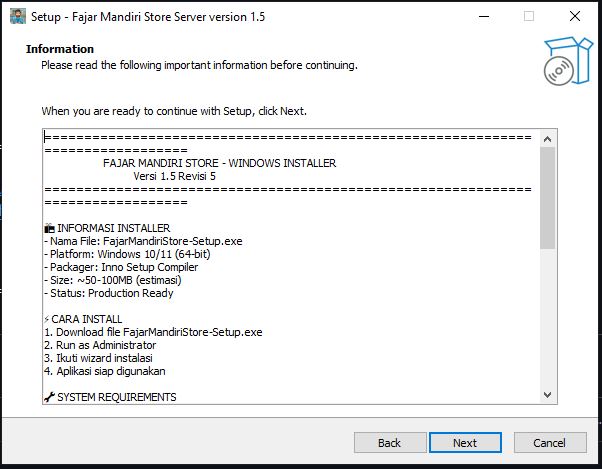 Setup - Fajar Mandiri Store Server version 1.5
Information
Please read the following important information before continuing.
When you are ready to continue with Setup, click Next.
=============================================================
==================
FAJAR MANDIRI STORE - WINDOWS INSTALLER
Versi 1.5 Revisi 5
=============================================================
==================
INFORMASI INSTALLER
- Nama File: FajarMandiriStore-Setup.exe
- Platform: Windows 10/11 (64-bit)
- Packager: Inno Setup Compiler
- Size: ~50-100MB (estimasi)
- Status: Production Ready
⚡ CARA INSTALL
1. Download file FajarMandiriStore-Setup.exe
2. Run as Administrator
3. Ikuti wizard instalasi
4. Aplikasi siap digunakan
🔧 SYSTEM REQUIREMENTS
Back
Next
Cancel